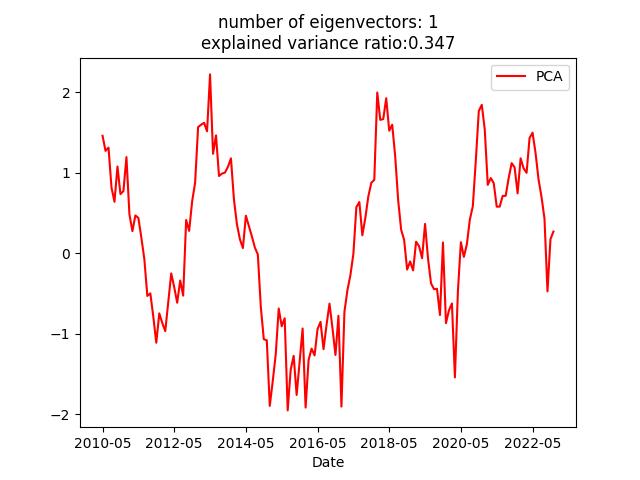 number of eigenvectors: 1
explained variance ratio:0.347
PCA
2
1
0
−1
−2
2010-05 2012-05 2014-05 2016-05 2018-05 2020-05 2022-05
Date